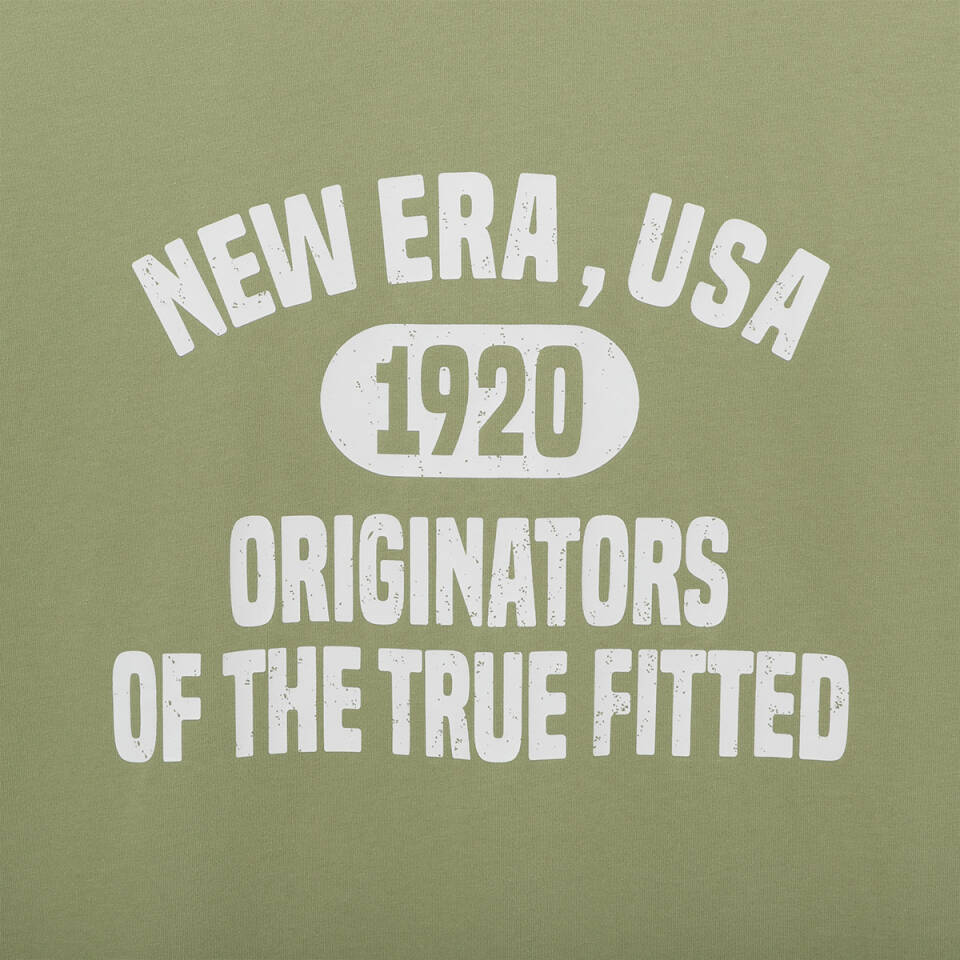 NEW ERA, USA
1920
ORIGINATORS
OF THE TRUE FITTED